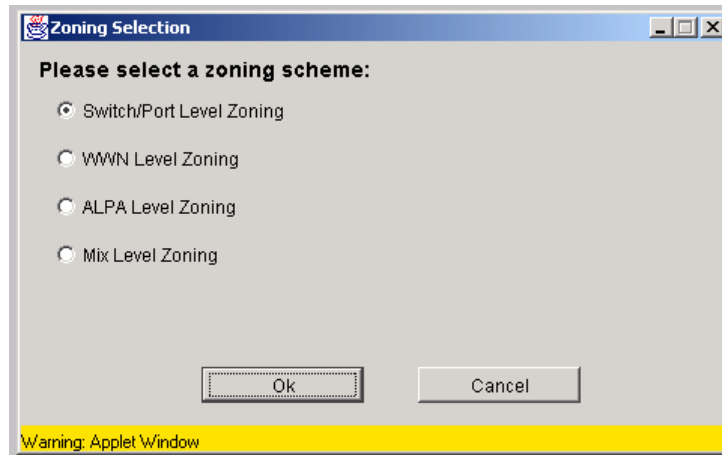 Zoning Selection
Please select a zoning scheme:
Switch/Port Level Zoning
WWN Level Zoning
ALPA Level Zoning
Mix Level Zoning
Ok Cancel
Warning: Applet Window